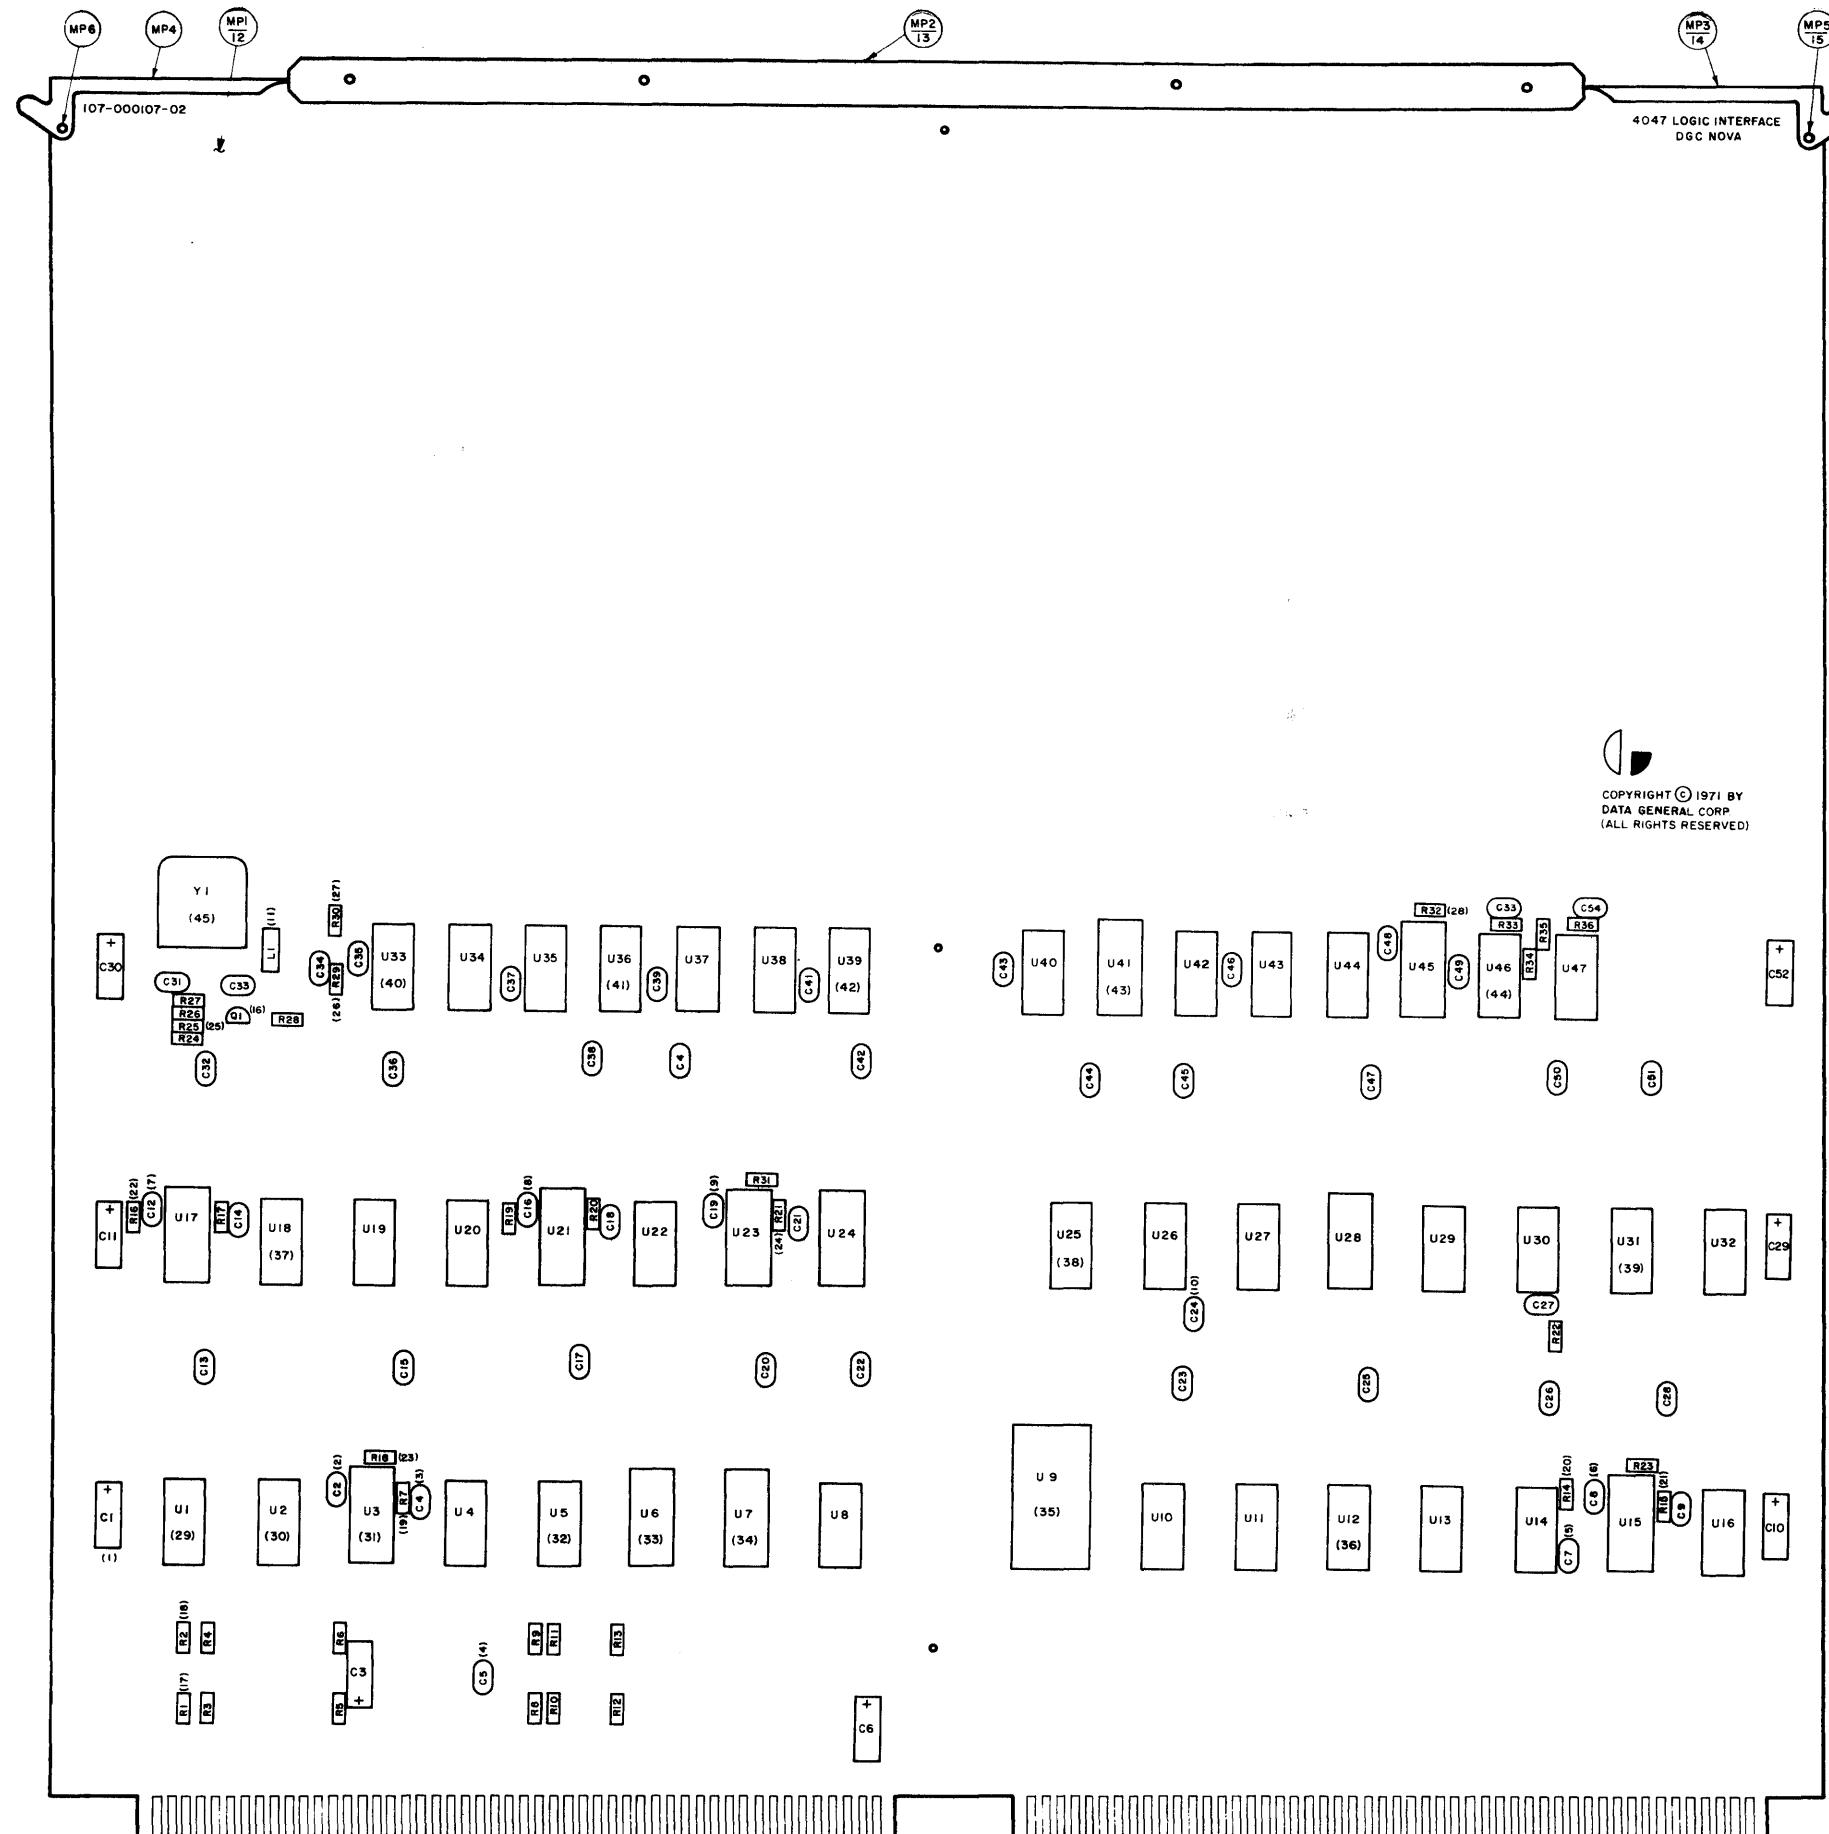 MP6
MP4
MP1
12
MP2
13
MP3
14
MP5
15
107-000107-02
4047 LOGIC INTERFACE
DGC NOVA
COPYRIGHT © 1971 BY
DATA GENERAL CORP.
(ALL RIGHTS RESERVED)
Y1
(45)
+
C30
L1
(11)
R30
(27)
C31
C33
C34
R29
(26)
C35
R27
R26
R25
(25)
R24
Q1
(16)
R28
U33
(40)
U34
C37
U35
U36
(41)
C39
U37
U38
C41
U39
(42)
C43
U40
U41
(43)
U42
C46
U43
U44
C48
R32
(28)
U45
C49
C33
R33
U46
(44)
R34
R35
C54
R36
U47
+
C52
C32
C36
C38
C4
C42
C44
C45
C47
C50
C51
+
C11
R16
(22)
C12
(7)
U17
R17
C14
U18
(37)
U19
U20
R19
C16
(8)
U21
R20
C18
U22
C19
(9)
R31
U23
R21
(24)
C21
U24
U25
(38)
U26
C24
(10)
U27
U28
U29
U30
C27
R22
U31
(39)
U32
+
C29
C13
C15
C17
C20
C22
C23
C25
C26
C28
+
C1
(1)
U1
(29)
U2
(30)
C2
(2)
R18
(23)
U3
(31)
R7
(19)
C4
(3)
U4
U5
(32)
U6
(33)
U7
(34)
U8
U9
(35)
U10
U11
U12
(36)
U13
U14
R14
(20)
C7
(5)
C8
(6)
R23
U15
R15
(21)
C9
U16
+
C10
R2
(18)
R4
R6
C3
+
C5
(4)
R9
R11
R13
R1
(17)
R3
R5
R8
R10
R12
+
C6